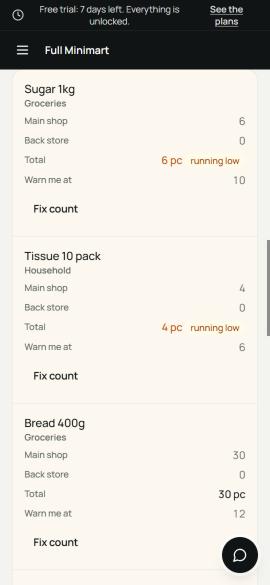 Free trial: 7 days left. Everything is
unlocked.
See the
plans
Full Minimart
Sugar 1kg
Groceries
Main shop 6
Back store 0
Total 6 pc running low
Warn me at 10
Fix count
Tissue 10 pack
Household
Main shop 4
Back store 0
Total 4 pc running low
Warn me at 6
Fix count
Bread 400g
Groceries
Main shop 30
Back store 0
Total 30 pc
Warn me at 12
Fix count